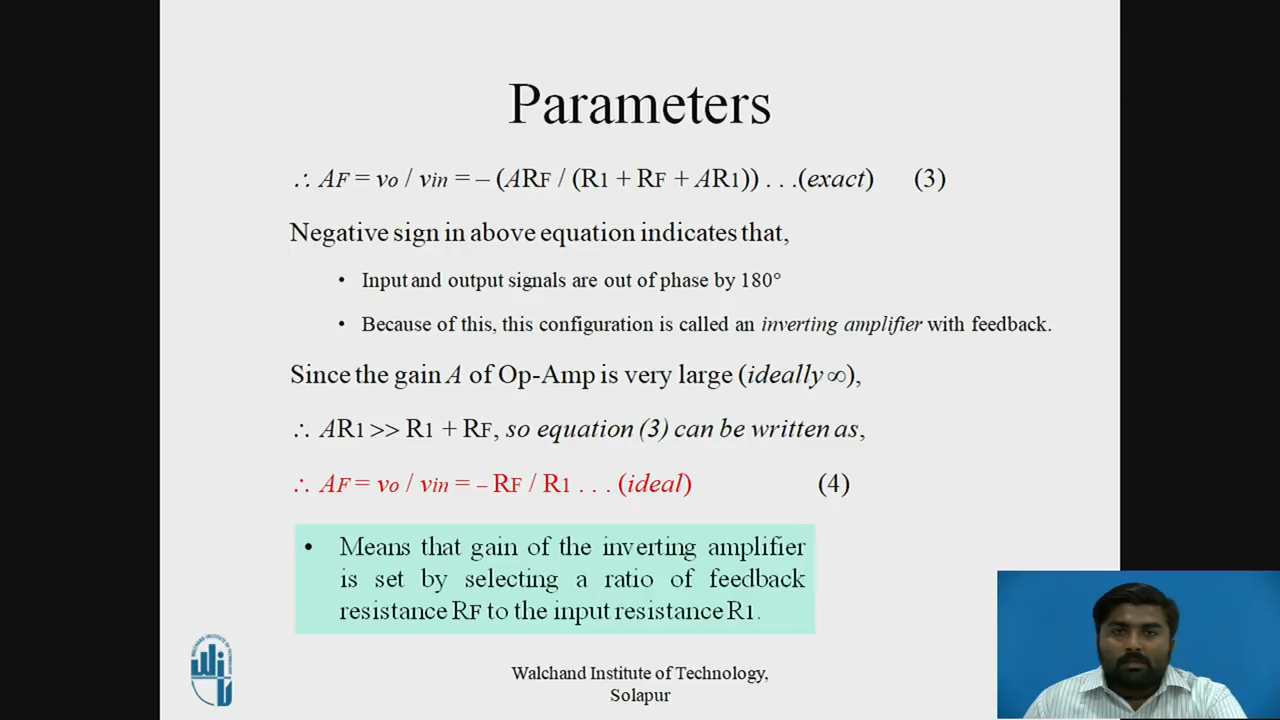 Parameters
∴ AF = vo / vin = – (ARF / (R1 + RF + AR1)) . . .(exact) (3)
Negative sign in above equation indicates that,
• Input and output signals are out of phase by 180°
• Because of this, this configuration is called an inverting amplifier with feedback.
Since the gain A of Op-Amp is very large (ideally ∞),
∴ AR1 >> R1 + RF, so equation (3) can be written as,
∴ AF = vo / vin = – RF / R1 . . . (ideal) (4)
• Means that gain of the inverting amplifier
is set by selecting a ratio of feedback
resistance RF to the input resistance R1.
Walchand Institute of Technology,
Solapur